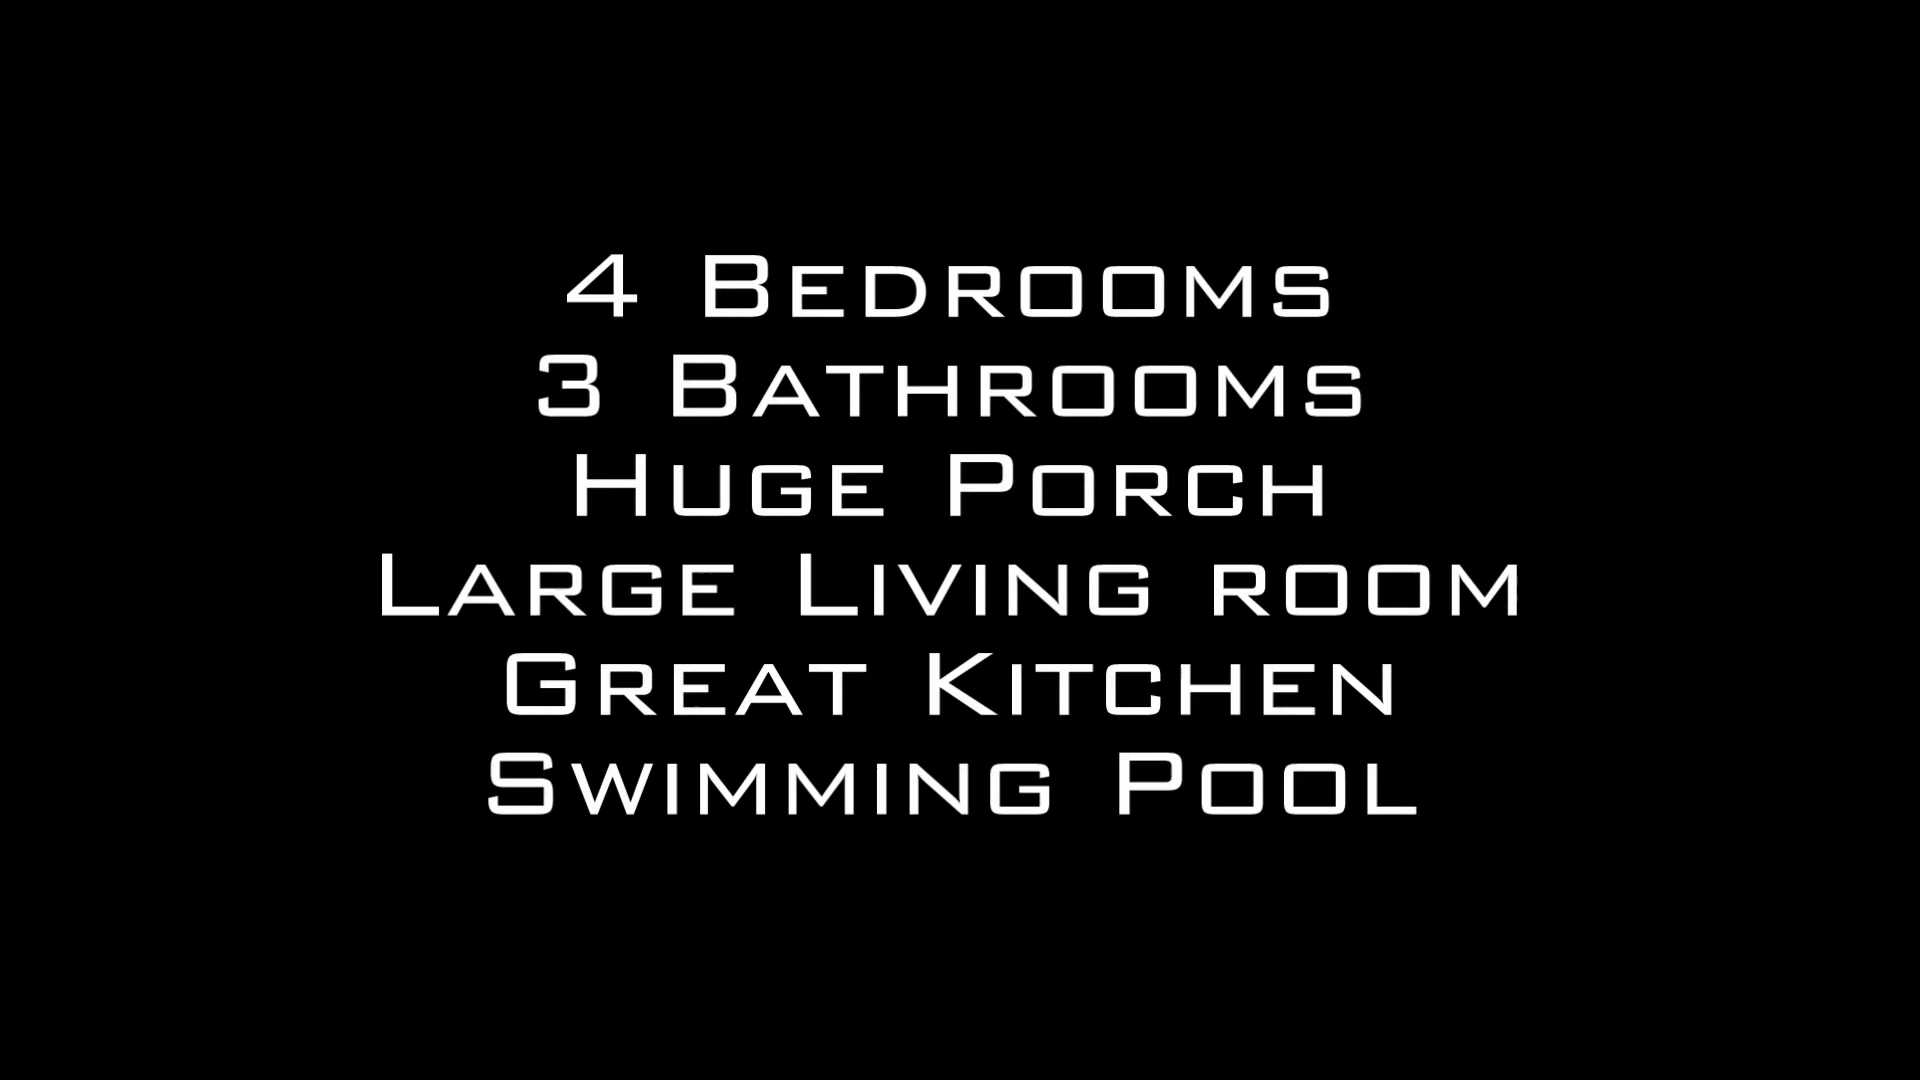 4 Bedrooms
3 Bathrooms
Huge Porch
Large Living room
Great Kitchen
Swimming Pool